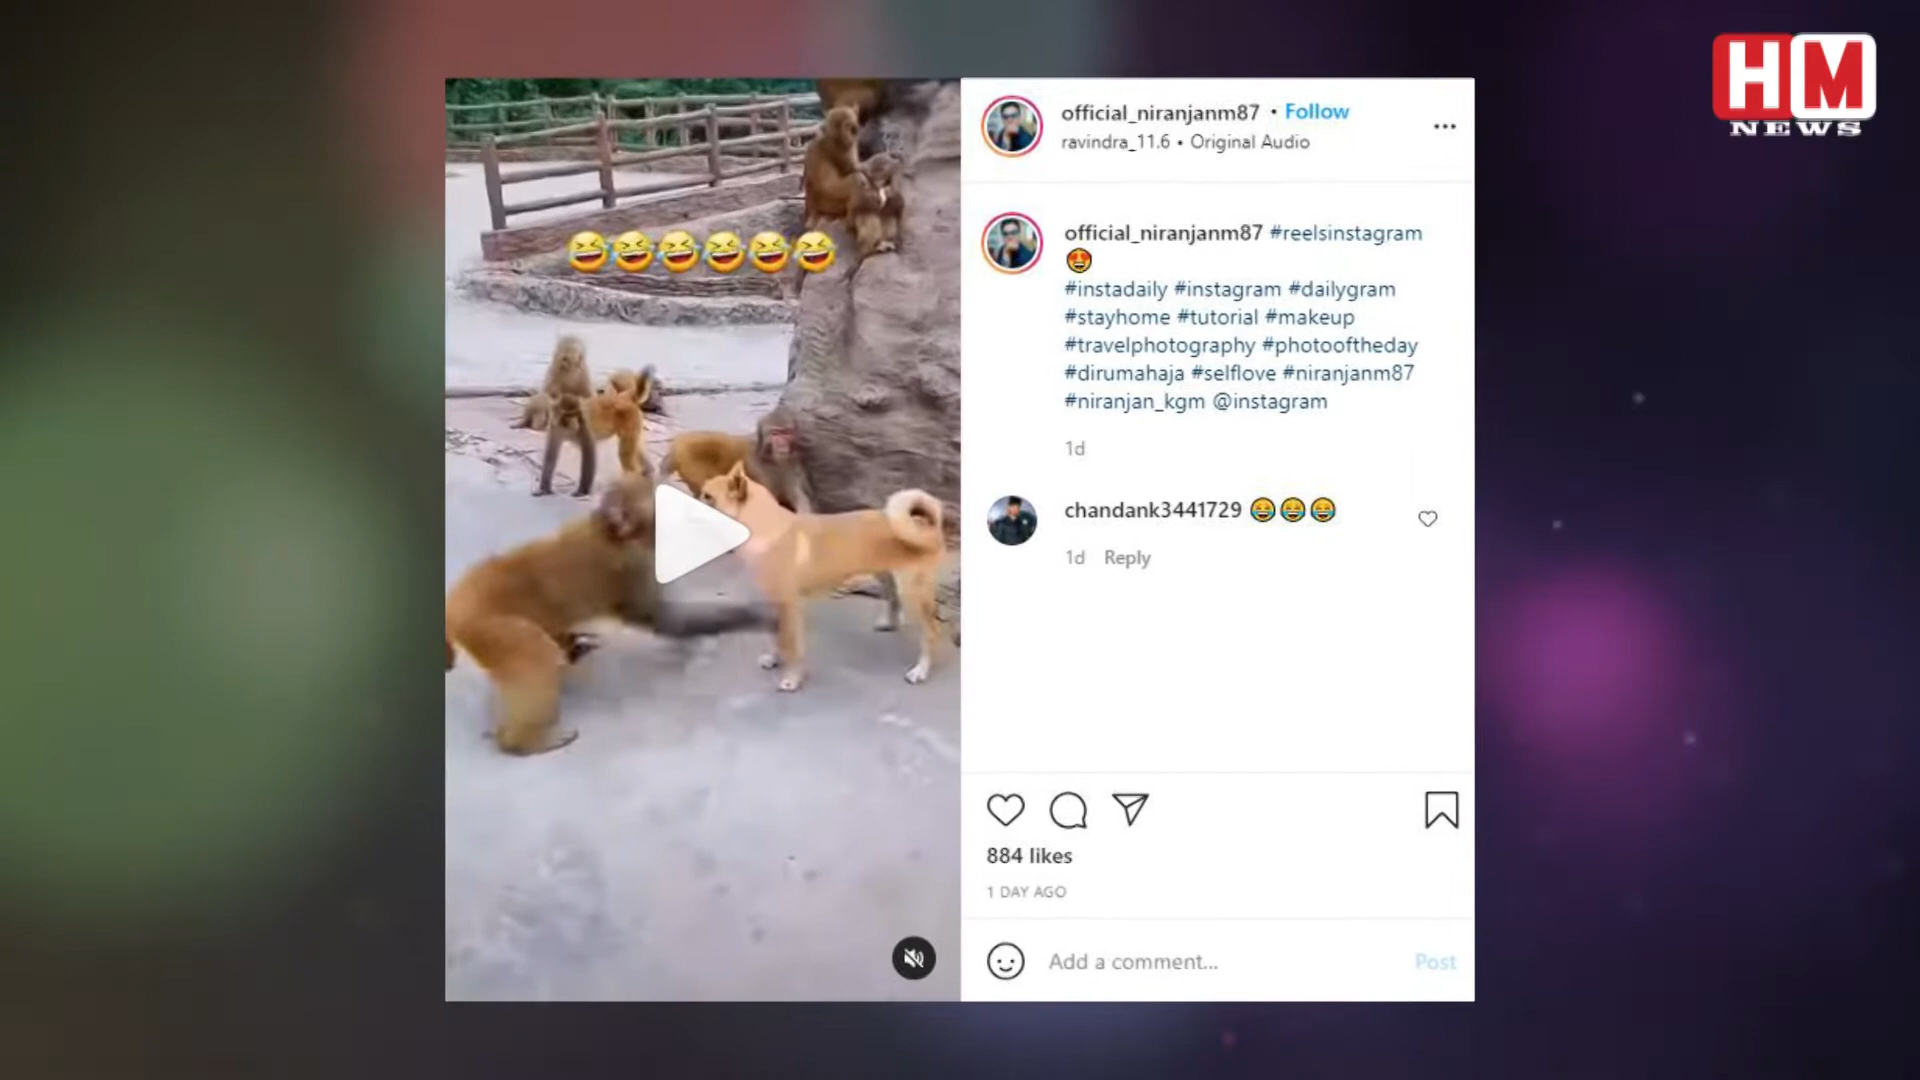 HM
NEWS
official_niranjanm87 • Follow
ravindra_11.6 • Original Audio
official_niranjanm87 #reelsinstagram
#instadaily #instagram #dailygram
#stayhome #tutorial #makeup
#travelphotography #photooftheday
#dirumahaja #selflove #niranjanm87
#niranjan_kgm @instagram
1d
chandank3441729
1d Reply
884 likes
1 DAY AGO
Add a comment... Post